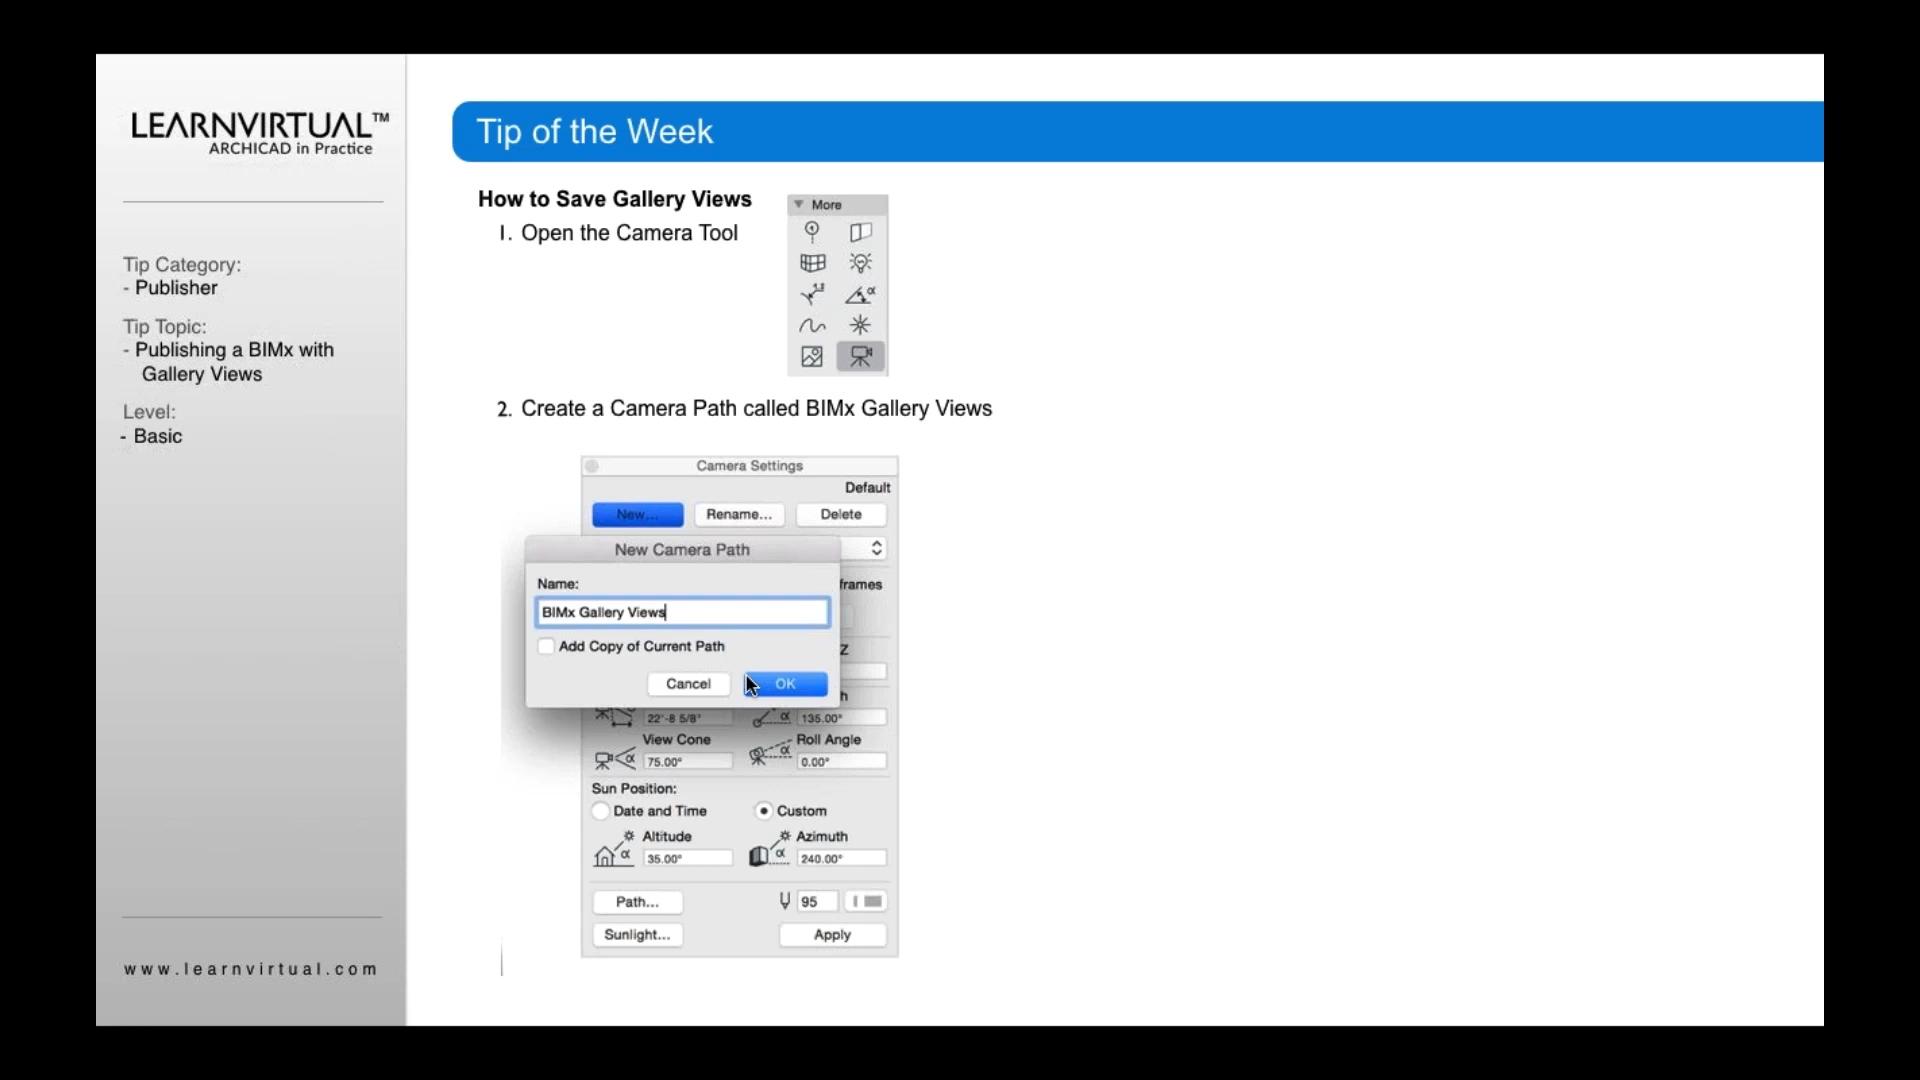 LEARNVIRTUAL™
ARCHICAD in Practice
Tip Category:
- Publisher
Tip Topic:
- Publishing a BIMx with
Gallery Views
Level:
- Basic
www.learnvirtual.com
Tip of the Week
How to Save Gallery Views
1. Open the Camera Tool
More
2. Create a Camera Path called BIMx Gallery Views
Camera Settings
Default
New... Rename... Delete
New Camera Path
Name:
frames
BIMx Gallery Views
Add Copy of Current Path
Z
Cancel OK
h
22'-8 5/8" α 135.00°
View Cone Roll Angle
α 75.00° α 0.00°
Sun Position:
Date and Time Custom
Altitude Azimuth
α 35.00° α 240.00°
Path... 95
Sunlight... Apply